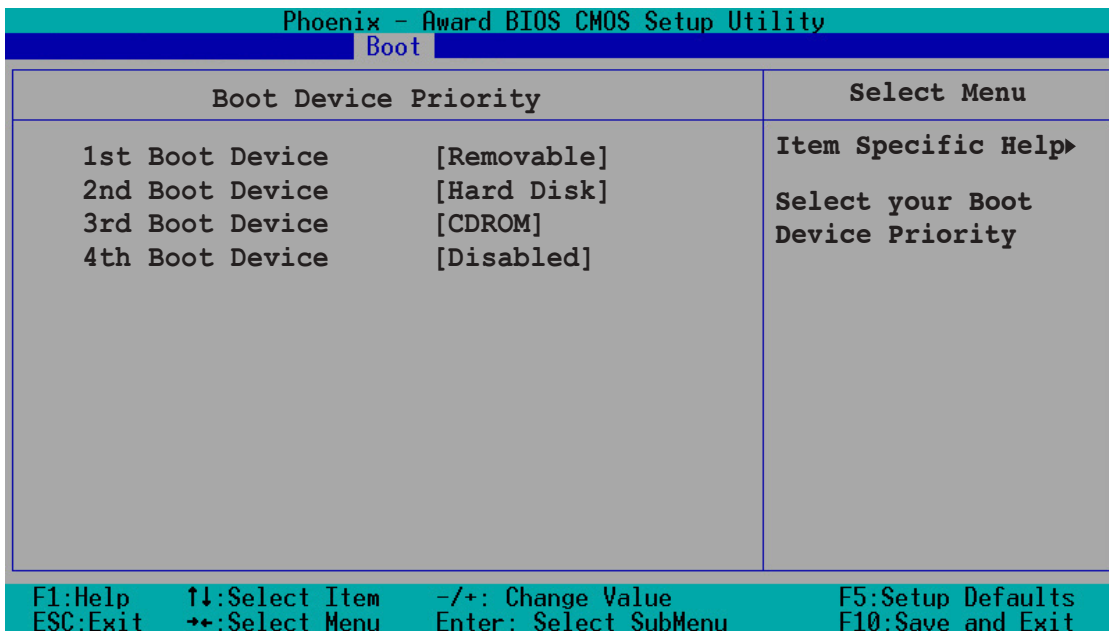 Phoenix - Award BIOS CMOS Setup Utility
Boot
Boot Device Priority
Select Menu
1st Boot Device [Removable]
2nd Boot Device [Hard Disk]
3rd Boot Device [CDROM]
4th Boot Device [Disabled]
Item Specific Help▶
Select your Boot
Device Priority
F1:Help ↑↓:Select Item -/+: Change Value F5:Setup Defaults
ESC:Exit →←:Select Menu Enter: Select SubMenu F10:Save and Exit